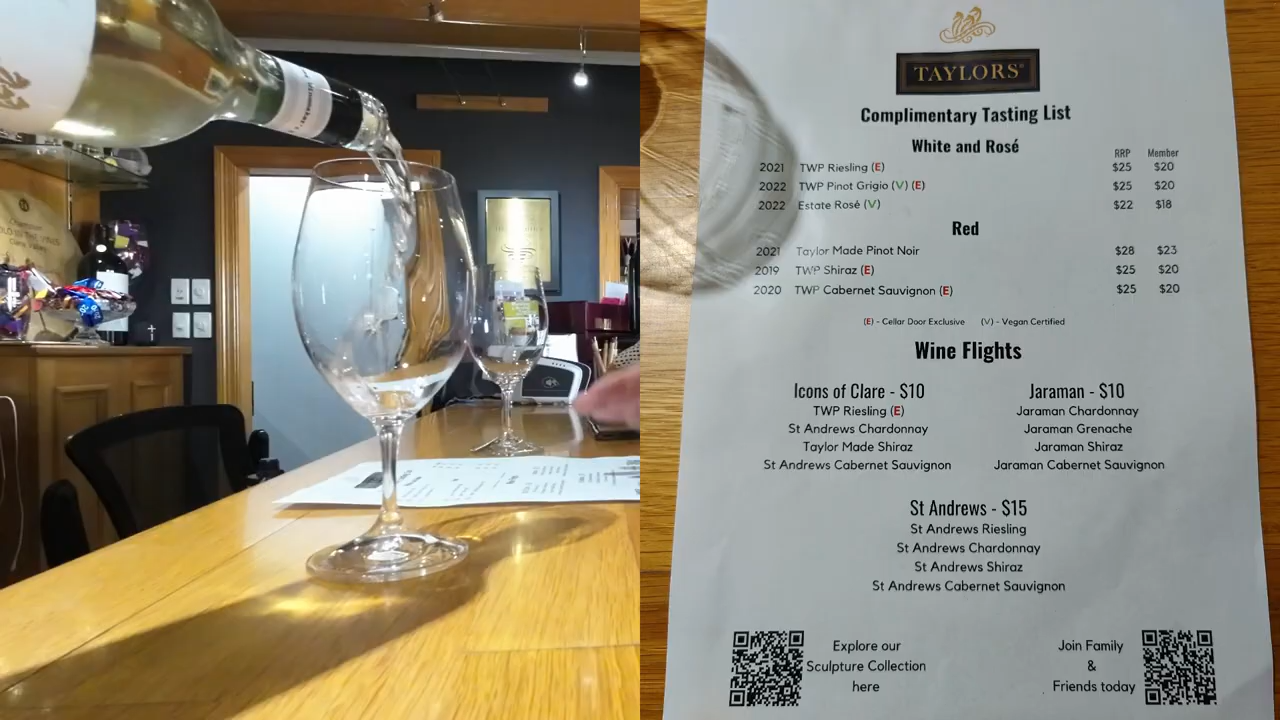 TAYLORS
Complimentary Tasting List
White and Rosé
RRP Member
2021 TWP Riesling (E) $25 $20
2022 TWP Pinot Grigio (V) (E) $25 $20
2022 Estate Rosé (V) $22 $18
Red
2021 Taylor Made Pinot Noir $28 $23
2019 TWP Shiraz (E) $25 $20
2020 TWP Cabernet Sauvignon (E) $25 $20
(E) - Cellar Door Exclusive (V) - Vegan Certified
Wine Flights
Icons of Clare - $10
TWP Riesling (E)
St Andrews Chardonnay
Taylor Made Shiraz
St Andrews Cabernet Sauvignon
Jaraman - $10
Jaraman Chardonnay
Jaraman Grenache
Jaraman Shiraz
Jaraman Cabernet Sauvignon
St Andrews - $15
St Andrews Riesling
St Andrews Chardonnay
St Andrews Shiraz
St Andrews Cabernet Sauvignon
Explore our
Sculpture Collection
here
Join Family
&
Friends today